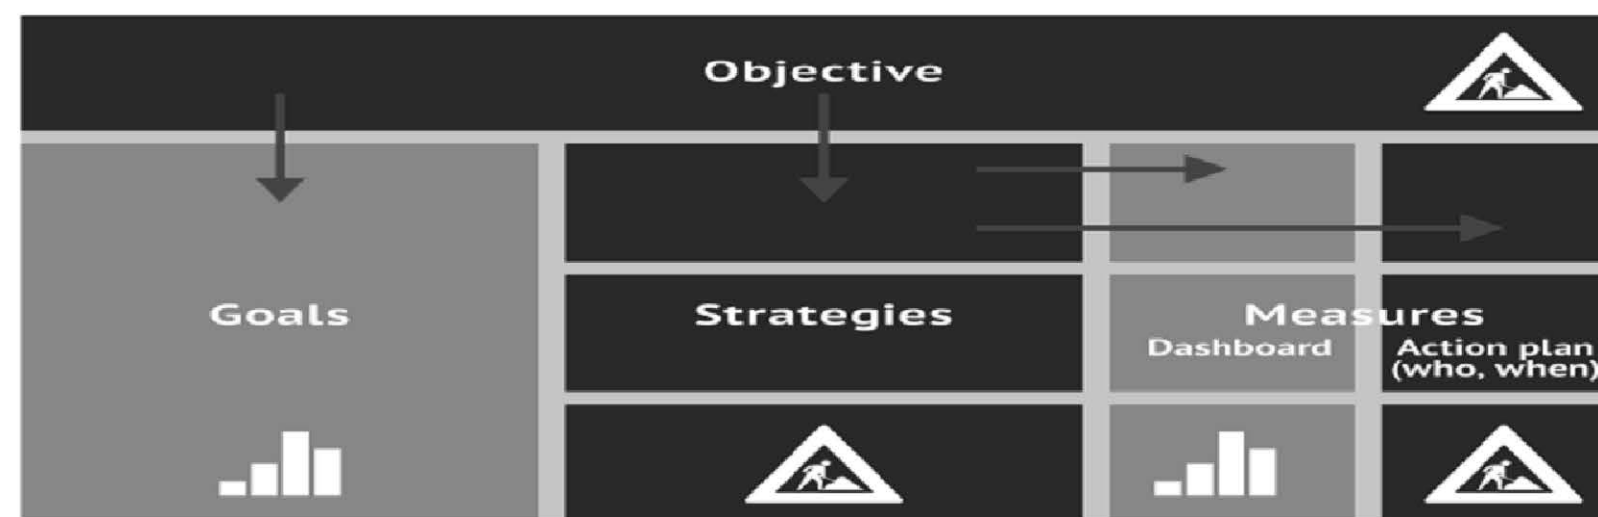 Objective
Goals
Strategies
Measures
Dashboard
Action plan
(who, when)